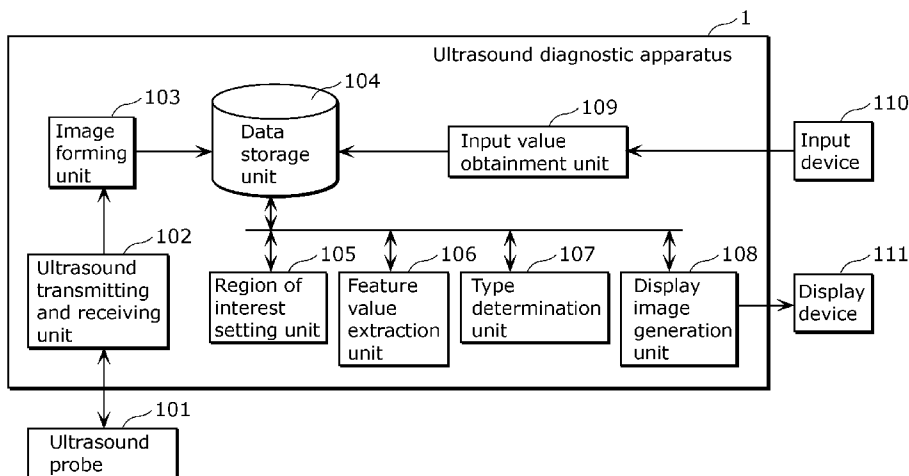 1
Ultrasound diagnostic apparatus
103
Image
forming
unit
104
Data
storage
unit
109
Input value
obtainment unit
110
Input
device
102
Ultrasound
transmitting
and receiving
unit
105
Region of
interest
setting unit
106
Feature
value
extraction unit
107
Type
determination
unit
108
Display
image
generation
unit
111
Display
device
101
Ultrasound
probe